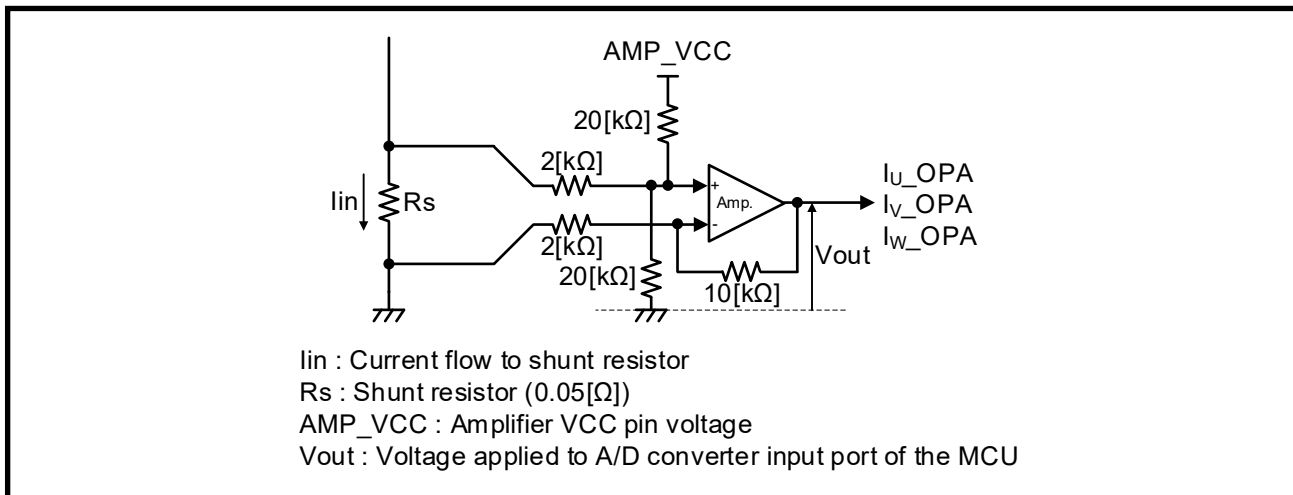 AMP_VCC
20[kΩ]
2[kΩ]
Iin
Rs
+
Amp.
-
IU_OPA
IV_OPA
IW_OPA
2[kΩ]
Vout
20[kΩ]
10[kΩ]
Iin : Current flow to shunt resistor
Rs : Shunt resistor (0.05[Ω])
AMP_VCC : Amplifier VCC pin voltage
Vout : Voltage applied to A/D converter input port of the MCU